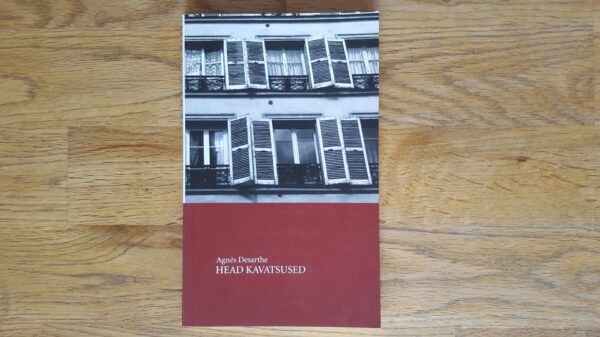 Agnès Desarthe
HEAD KAVATSUSED